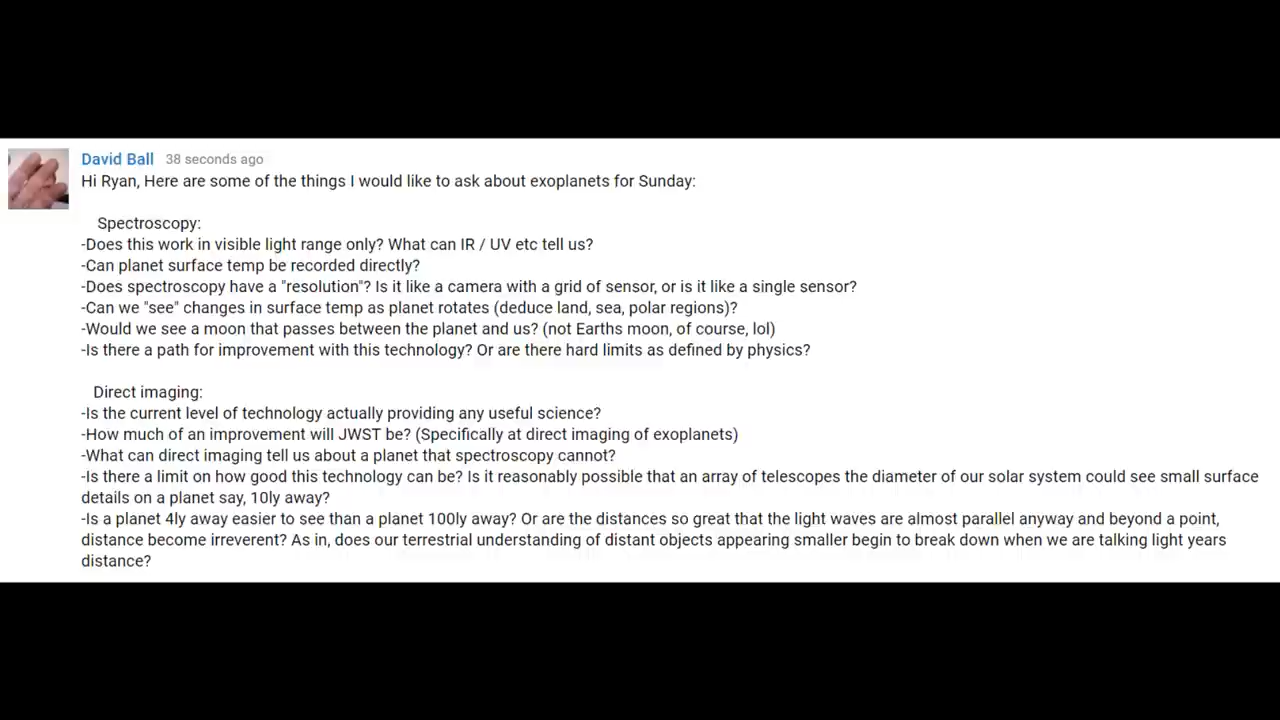 David Ball 38 seconds ago
Hi Ryan, Here are some of the things I would like to ask about exoplanets for Sunday:
Spectroscopy:
-Does this work in visible light range only? What can IR / UV etc tell us?
-Can planet surface temp be recorded directly?
-Does spectroscopy have a "resolution"? Is it like a camera with a grid of sensor, or is it like a single sensor?
-Can we "see" changes in surface temp as planet rotates (deduce land, sea, polar regions)?
-Would we see a moon that passes between the planet and us? (not Earths moon, of course, lol)
-Is there a path for improvement with this technology? Or are there hard limits as defined by physics?
Direct imaging:
-Is the current level of technology actually providing any useful science?
-How much of an improvement will JWST be? (Specifically at direct imaging of exoplanets)
-What can direct imaging tell us about a planet that spectroscopy cannot?
-Is there a limit on how good this technology can be? Is it reasonably possible that an array of telescopes the diameter of our solar system could see small surface
details on a planet say, 10ly away?
-Is a planet 4ly away easier to see than a planet 100ly away? Or are the distances so great that the light waves are almost parallel anyway and beyond a point,
distance become irreverent? As in, does our terrestrial understanding of distant objects appearing smaller begin to break down when we are talking light years
distance?